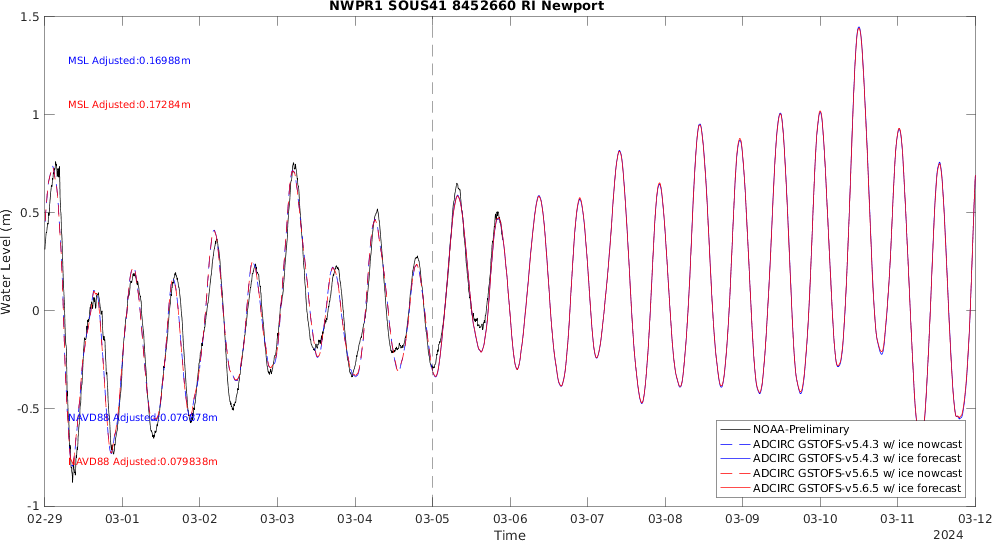 NWPR1 SOUS41 8452660 RI Newport
1.5
MSL Adjusted:0.16988m
MSL Adjusted:0.17284m
1
0.5
Water Level (m)
0
-0.5
NAVD88 Adjusted:0.076878m
NAVD88 Adjusted:0.079838m
-1
NOAA-Preliminary
ADCIRC GSTOFS-v5.4.3 w/ ice nowcast
ADCIRC GSTOFS-v5.4.3 w/ ice forecast
ADCIRC GSTOFS-v5.6.5 w/ ice nowcast
ADCIRC GSTOFS-v5.6.5 w/ ice forecast
02-29 03-01 03-02 03-03 03-04 03-05 03-06 03-07 03-08 03-09 03-10 03-11 03-12
Time
2024